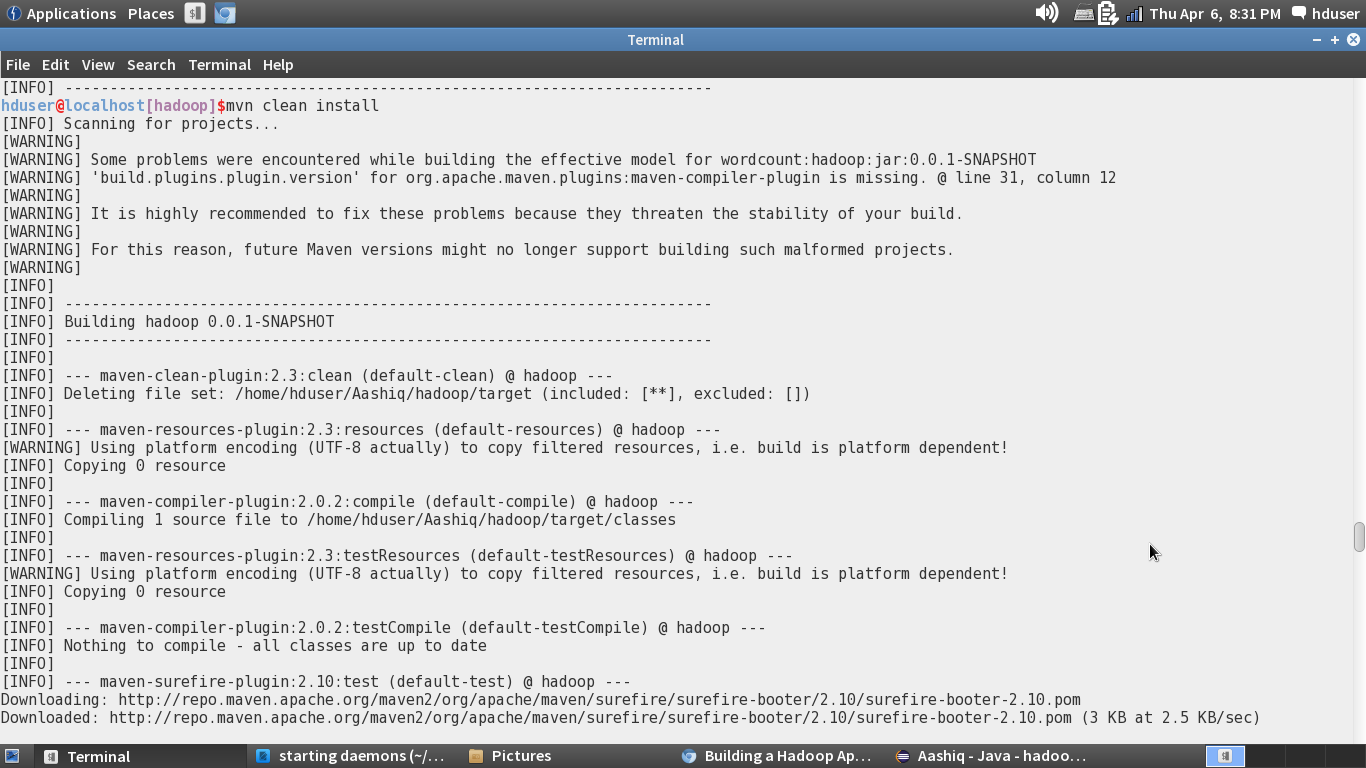 Applications Places Thu Apr 6, 8:31 PM hduser
Terminal
File Edit View Search Terminal Help
[INFO] ------------------------------------------------------------------------
hduser@localhost[hadoop]$mvn clean install
[INFO] Scanning for projects...
[WARNING]
[WARNING] Some problems were encountered while building the effective model for wordcount:hadoop:jar:0.0.1-SNAPSHOT
[WARNING] 'build.plugins.plugin.version' for org.apache.maven.plugins:maven-compiler-plugin is missing. @ line 31, column 12
[WARNING]
[WARNING] It is highly recommended to fix these problems because they threaten the stability of your build.
[WARNING]
[WARNING] For this reason, future Maven versions might no longer support building such malformed projects.
[WARNING]
[INFO]
[INFO] ------------------------------------------------------------------------
[INFO] Building hadoop 0.0.1-SNAPSHOT
[INFO] ------------------------------------------------------------------------
[INFO]
[INFO] --- maven-clean-plugin:2.3:clean (default-clean) @ hadoop ---
[INFO] Deleting file set: /home/hduser/Aashiq/hadoop/target (included: [**], excluded: [])
[INFO]
[INFO] --- maven-resources-plugin:2.3:resources (default-resources) @ hadoop ---
[WARNING] Using platform encoding (UTF-8 actually) to copy filtered resources, i.e. build is platform dependent!
[INFO] Copying 0 resource
[INFO]
[INFO] --- maven-compiler-plugin:2.0.2:compile (default-compile) @ hadoop ---
[INFO] Compiling 1 source file to /home/hduser/Aashiq/hadoop/target/classes
[INFO]
[INFO] --- maven-resources-plugin:2.3:testResources (default-testResources) @ hadoop ---
[WARNING] Using platform encoding (UTF-8 actually) to copy filtered resources, i.e. build is platform dependent!
[INFO] Copying 0 resource
[INFO]
[INFO] --- maven-compiler-plugin:2.0.2:testCompile (default-testCompile) @ hadoop ---
[INFO] Nothing to compile - all classes are up to date
[INFO]
[INFO] --- maven-surefire-plugin:2.10:test (default-test) @ hadoop ---
Downloading: http://repo.maven.apache.org/maven2/org/apache/maven/surefire/surefire-booter/2.10/surefire-booter-2.10.pom
Downloaded: http://repo.maven.apache.org/maven2/org/apache/maven/surefire/surefire-booter/2.10/surefire-booter-2.10.pom (3 KB at 2.5 KB/sec)
Terminal starting daemons (~/... Pictures Building a Hadoop Ap... Aashiq - Java - hadoo...